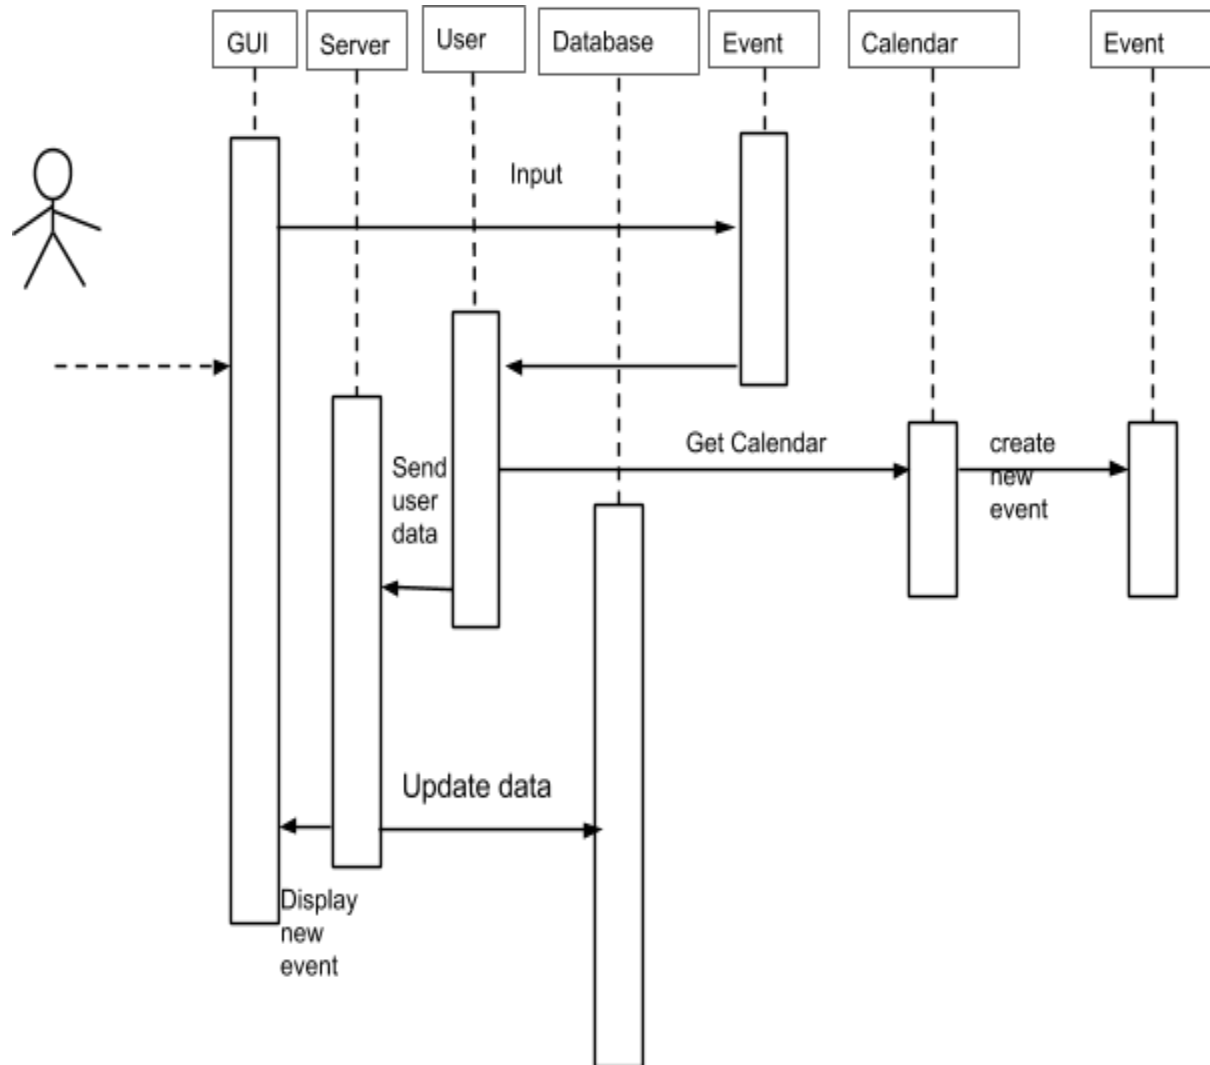 GUI
Server
User
Database
Event
Calendar
Event
Input
Get Calendar
create
new
event
Send
user
data
Update data
Display
new
event